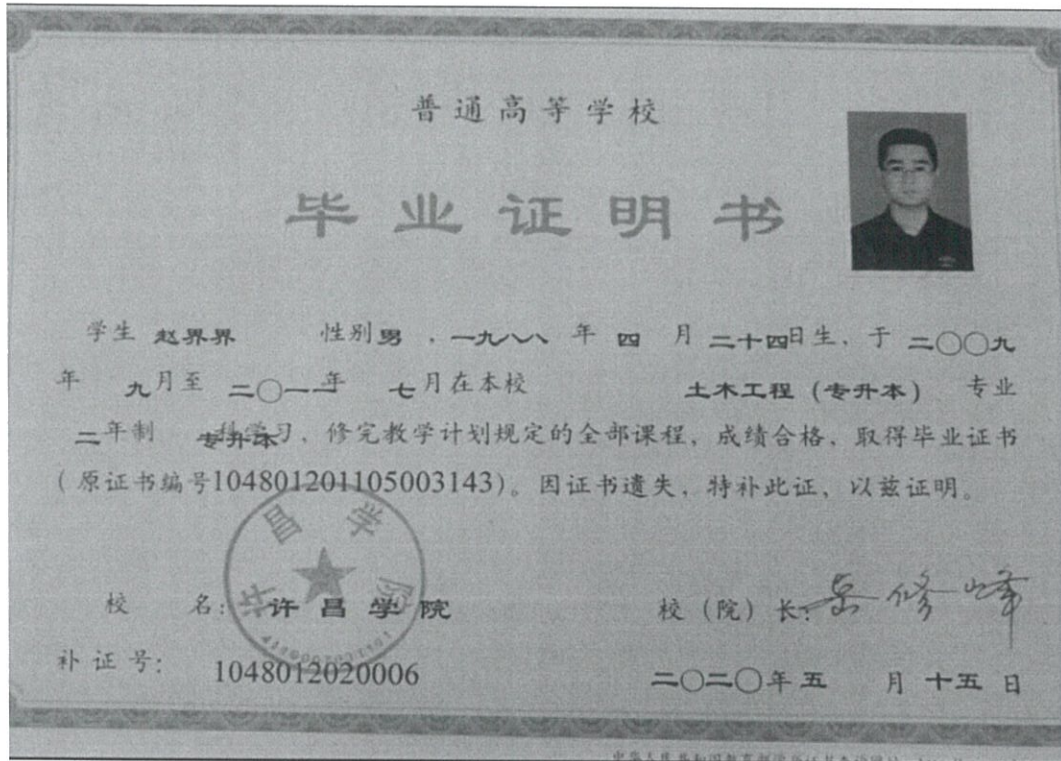 普通高等学校
毕业证明书
学生 赵界界 性别男，一九八八 年 四 月 二十四日生，于 二〇〇九
年 九月至 二〇一一年 七月在本校 土木工程（专升本） 专业
二年制 专升本科学习，修完教学计划规定的全部课程，成绩合格，取得毕业证书
（原证书编号104801201105003143）。因证书遗失，特补此证，以兹证明。
许昌学院
校 名：许昌学院 校（院）长：岳修峰
补证号：1048012020006 二〇二〇年五 月十五日